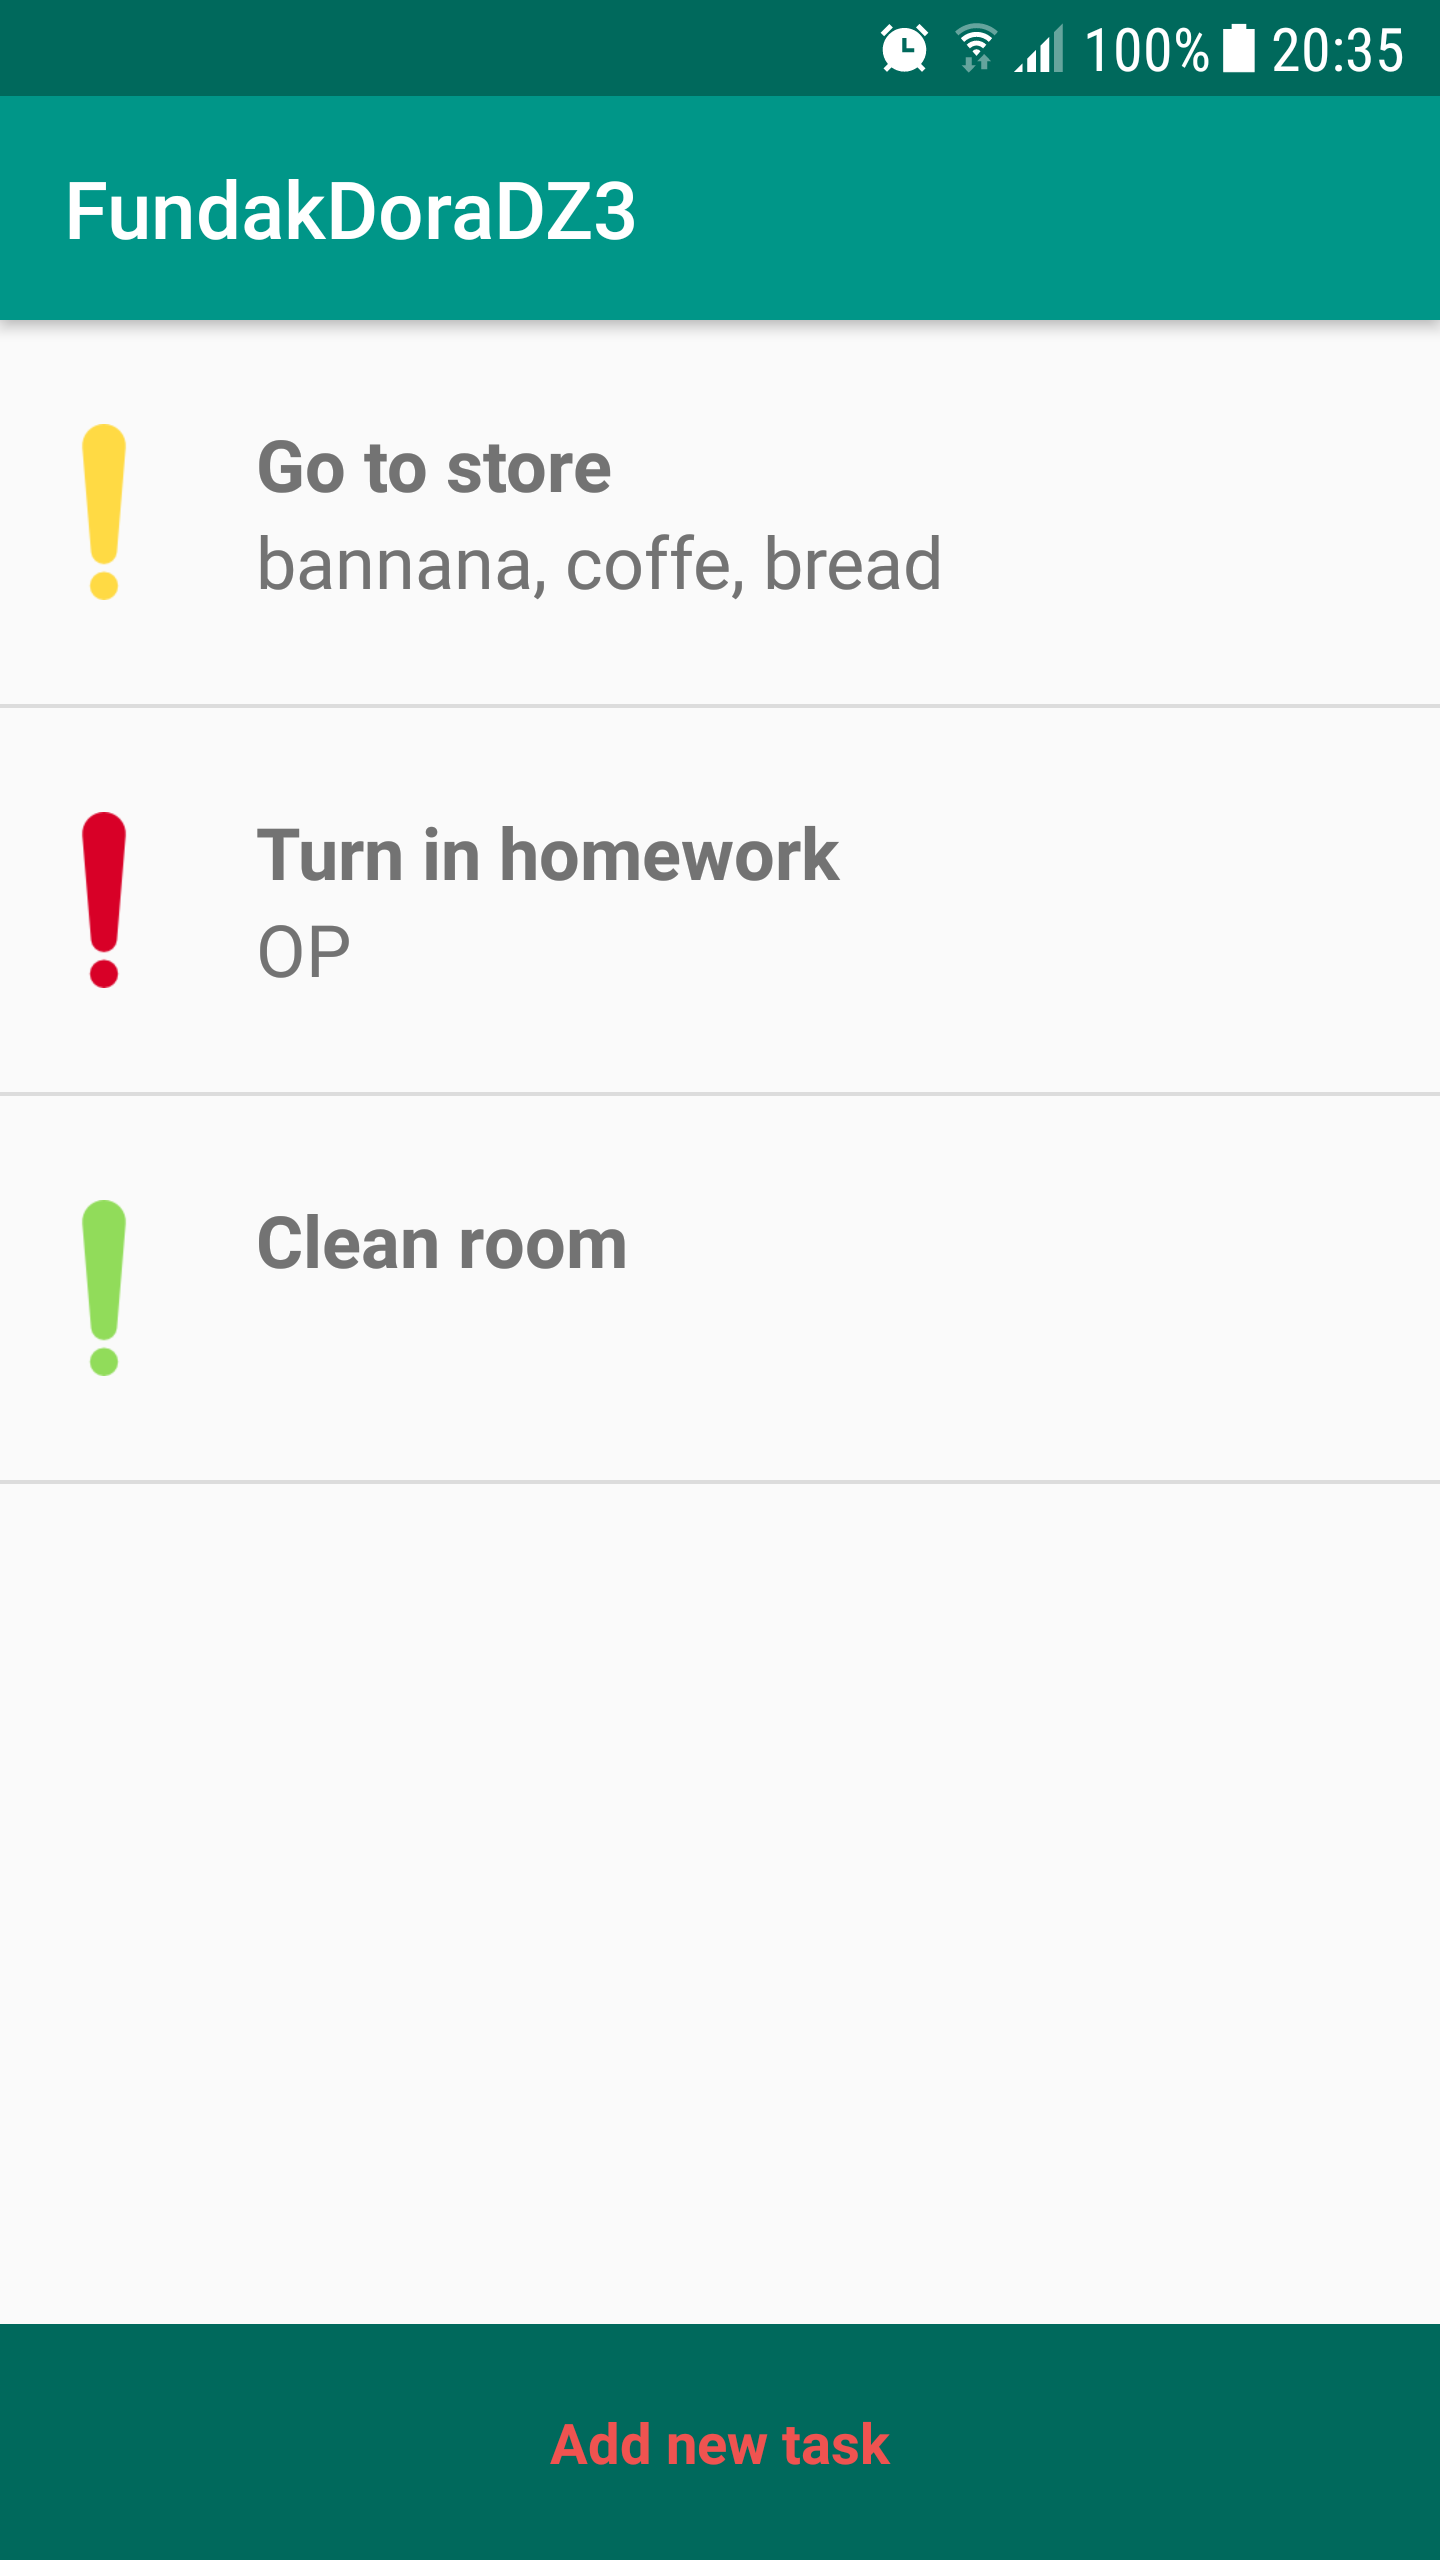 100% 20:35
FundakDoraDZ3
Go to store
bannana, coffe, bread
Turn in homework
OP
Clean room
Add new task